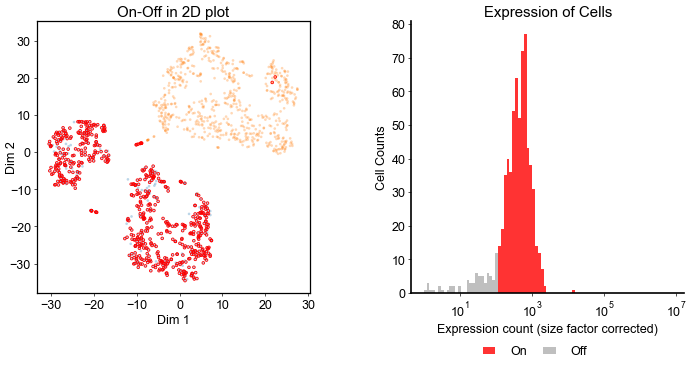 On-Off in 2D plot
30
20
10
0
−10
−20
−30
Dim 2
−30 −20 −10 0 10 20 30
Dim 1
Expression of Cells
80
70
60
50
40
30
20
10
0
Cell Counts
10^1 10^3 10^5 10^7
Expression count (size factor corrected)
On Off